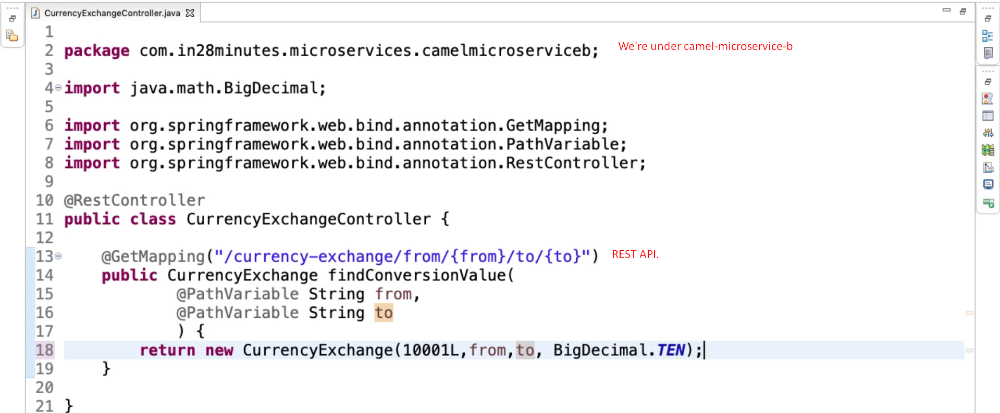 CurrencyExchangeController.java
1
2 package com.in28minutes.microservices.camelmicroserviceb; We're under camel-microservice-b
3
4 import java.math.BigDecimal;
5
6 import org.springframework.web.bind.annotation.GetMapping;
7 import org.springframework.web.bind.annotation.PathVariable;
8 import org.springframework.web.bind.annotation.RestController;
9
10 @RestController
11 public class CurrencyExchangeController {
12
13 @GetMapping("/currency-exchange/from/{from}/to/{to}") REST API.
14 public CurrencyExchange findConversionValue(
15 @PathVariable String from,
16 @PathVariable String to
17 ) {
18 return new CurrencyExchange(10001L,from,to, BigDecimal.TEN);
19 }
20
21 }